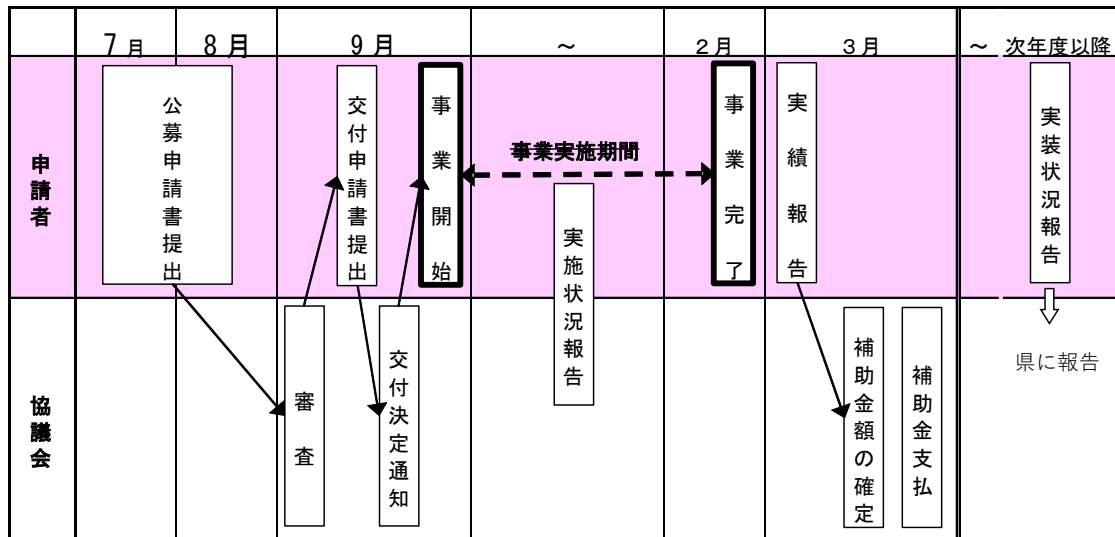 7月
8月
9月
～
2月
3月
～ 次年度以降
申請者
公募申請書提出
交付申請書提出
事業開始
事業実施期間
実施状況報告
事業完了
実績報告
実装状況報告
協議会
審査
交付決定通知
補助金額の確定
補助金支払
県に報告